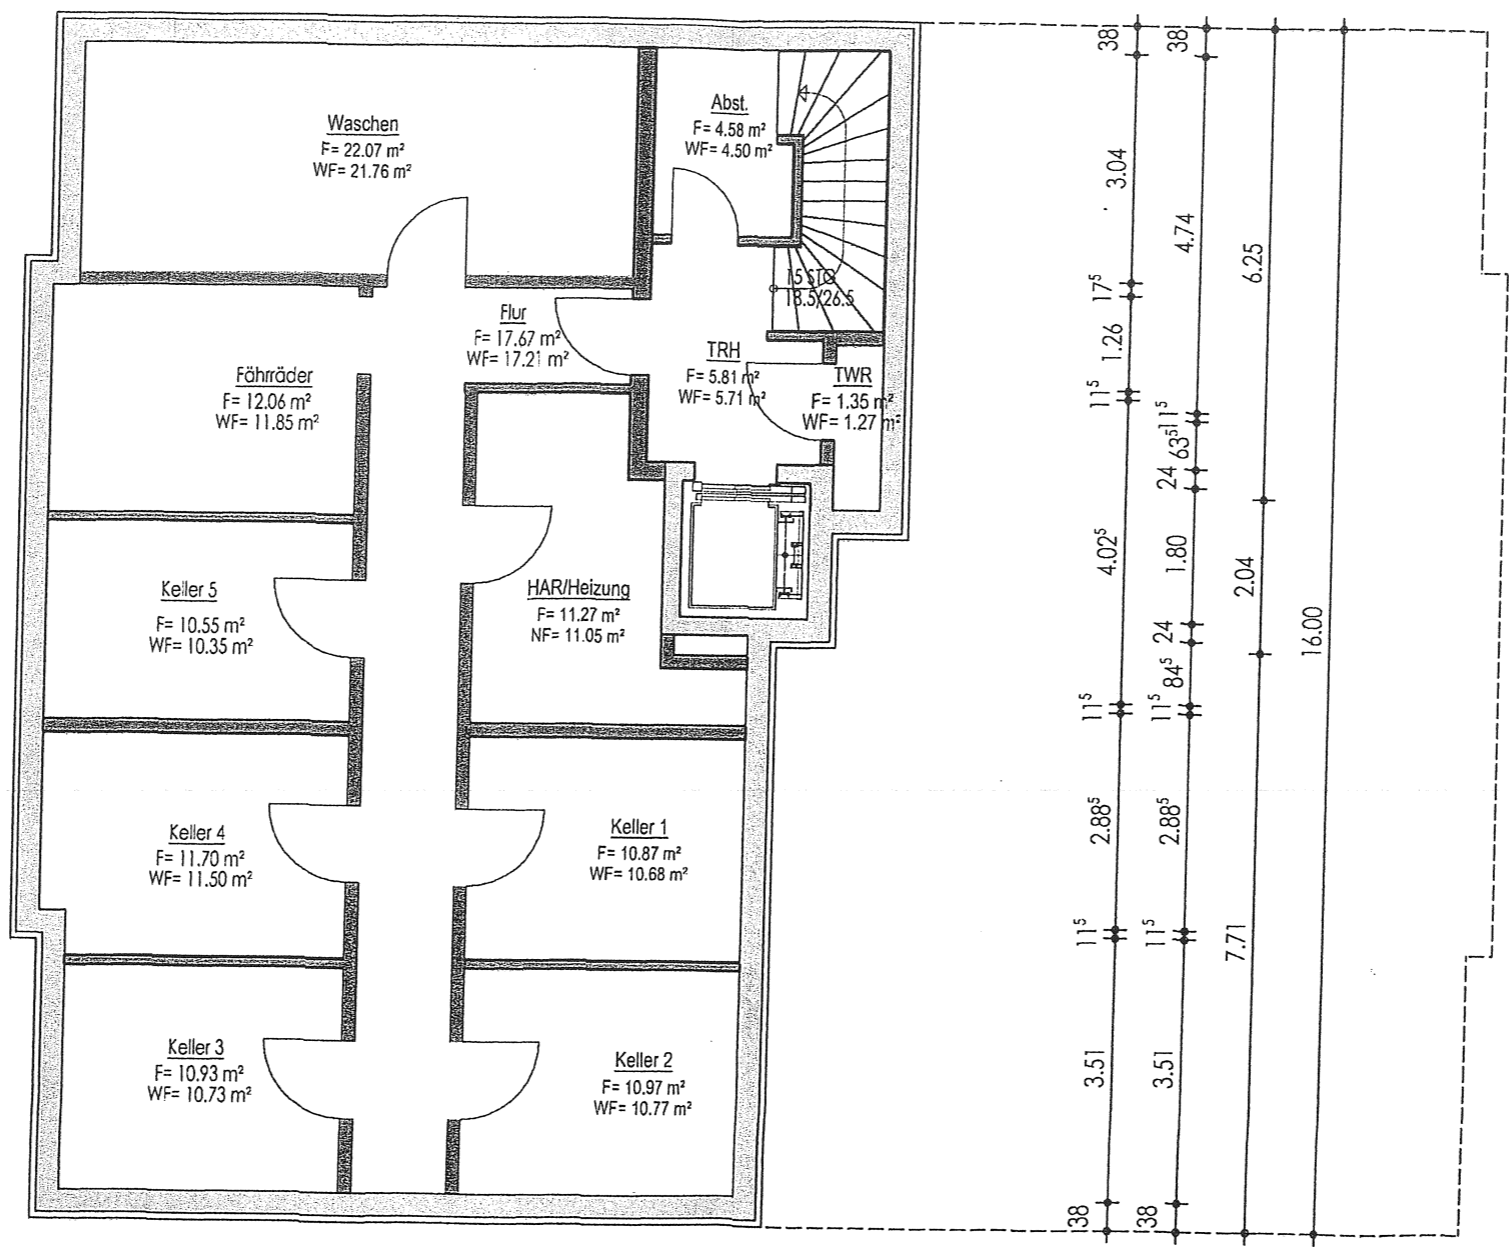 Waschen
F= 22.07 m²
WF= 21.76 m²
Abst.
F= 4.58 m²
WF= 4.50 m²
15 STG
18.5/26.5
Flur
F= 17.67 m²
WF= 17.21 m²
TRH
F= 5.81 m²
WF= 5.71 m²
TWR
F= 1.35 m²
WF= 1.27 m²
Fährräder
F= 12.06 m²
WF= 11.85 m²
Keller 5
F= 10.55 m²
WF= 10.35 m²
HAR/Heizung
F= 11.27 m²
NF= 11.05 m²
Keller 4
F= 11.70 m²
WF= 11.50 m²
Keller 1
F= 10.87 m²
WF= 10.68 m²
Keller 3
F= 10.93 m²
WF= 10.73 m²
Keller 2
F= 10.97 m²
WF= 10.77 m²
38
3.04
17⁵
1.26
11⁵
4.02⁵
11⁵
2.88⁵
11⁵
3.51
38
38
4.74
11⁵
63⁵
24
1.80
24
84⁵
11⁵
2.88⁵
11⁵
3.51
38
6.25
2.04
7.71
16.00